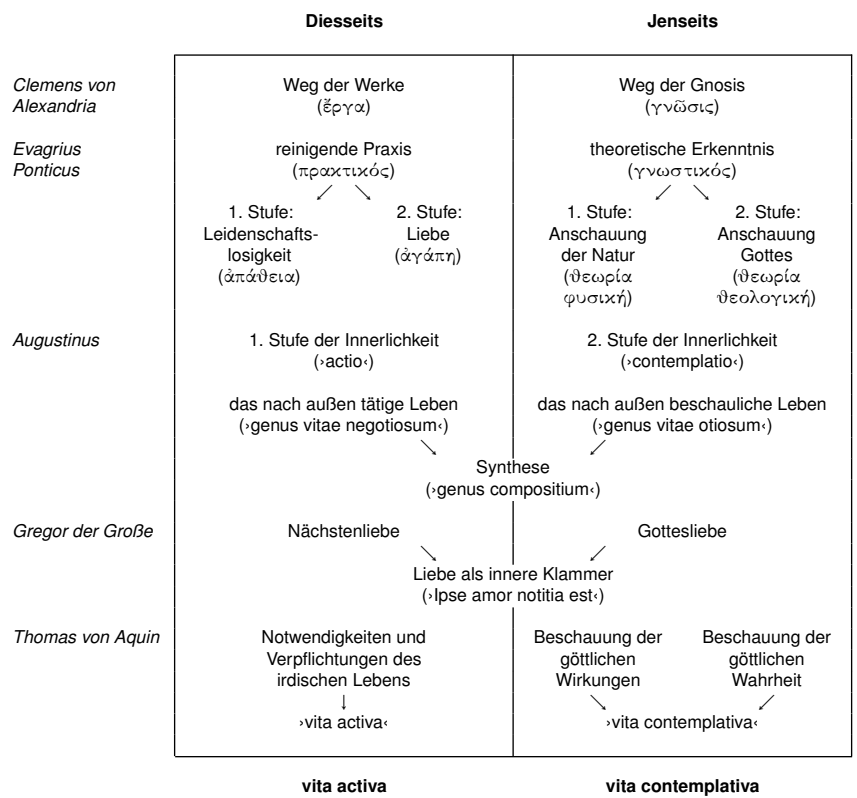 Diesseits Jenseits
Clemens von Weg der Werke Weg der Gnosis
Alexandria (ἔργα) (γνῶσις)
Evagrius reinigende Praxis theoretische Erkenntnis
Ponticus (πρακτικός) (γνωστικός)
1. Stufe: 2. Stufe: 1. Stufe: 2. Stufe:
Leidenschafts- Liebe Anschauung Anschauung
losigkeit (ἀγάπη) der Natur Gottes
(ἀπάθεια) (ϑεωρία (ϑεωρία
φυσική) ϑεολογική)
Augustinus 1. Stufe der Innerlichkeit 2. Stufe der Innerlichkeit
(›actio‹) (›contemplatio‹)
das nach außen tätige Leben das nach außen beschauliche Leben
(›genus vitae negotiosum‹) (›genus vitae otiosum‹)
Synthese
(›genus compositium‹)
Gregor der Große Nächstenliebe Gottesliebe
Liebe als innere Klammer
(›Ipse amor notitia est‹)
Thomas von Aquin Notwendigkeiten und Beschauung der Beschauung der
Verpflichtungen des göttlichen göttlichen
irdischen Lebens Wirkungen Wahrheit
›vita activa‹ ›vita contemplativa‹
vita activa vita contemplativa